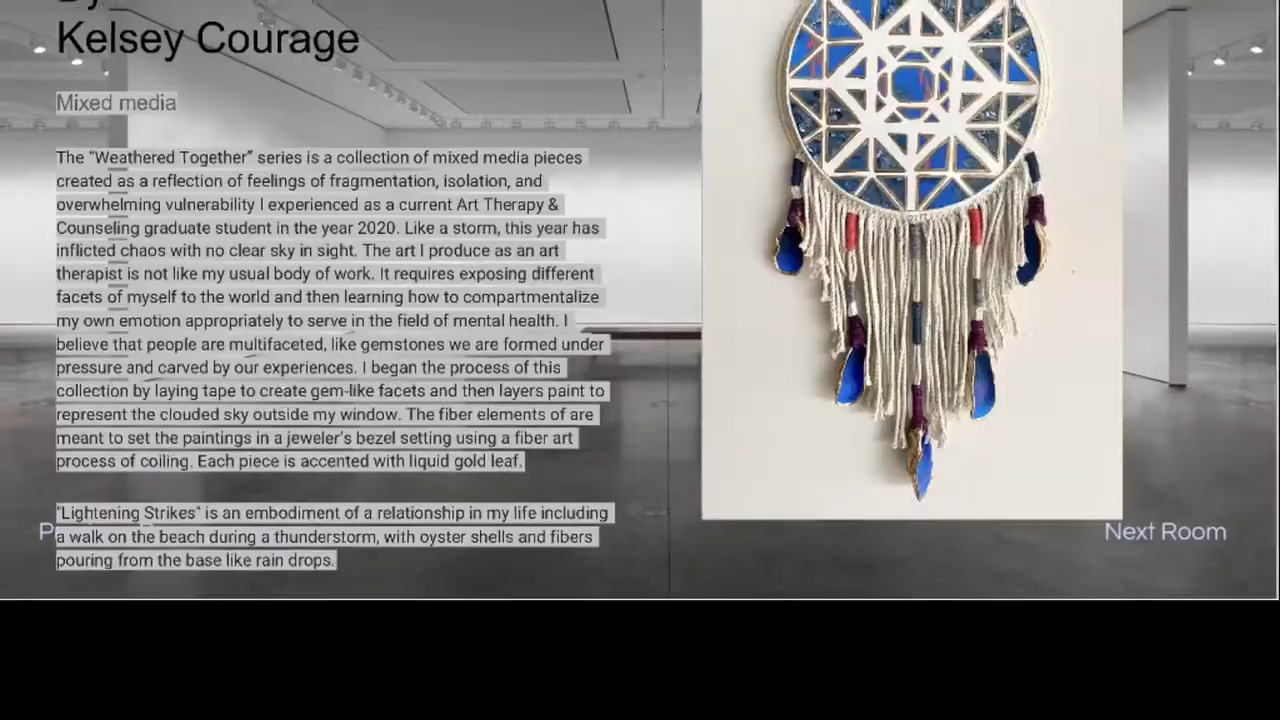 Kelsey Courage
Mixed media
The “Weathered Together” series is a collection of mixed media pieces
created as a reflection of feelings of fragmentation, isolation, and
overwhelming vulnerability I experienced as a current Art Therapy &
Counseling graduate student in the year 2020. Like a storm, this year has
inflicted chaos with no clear sky in sight. The art I produce as an art
therapist is not like my usual body of work. It requires exposing different
facets of myself to the world and then learning how to compartmentalize
my own emotion appropriately to serve in the field of mental health. I
believe that people are multifaceted, like gemstones we are formed under
pressure and carved by our experiences. I began the process of this
collection by laying tape to create gem-like facets and then layers paint to
represent the clouded sky outside my window. The fiber elements of are
meant to set the paintings in a jeweler’s bezel setting using a fiber art
process of coiling. Each piece is accented with liquid gold leaf.
"Lightening Strikes" is an embodiment of a relationship in my life including
a walk on the beach during a thunderstorm, with oyster shells and fibers
pouring from the base like rain drops.
Next Room